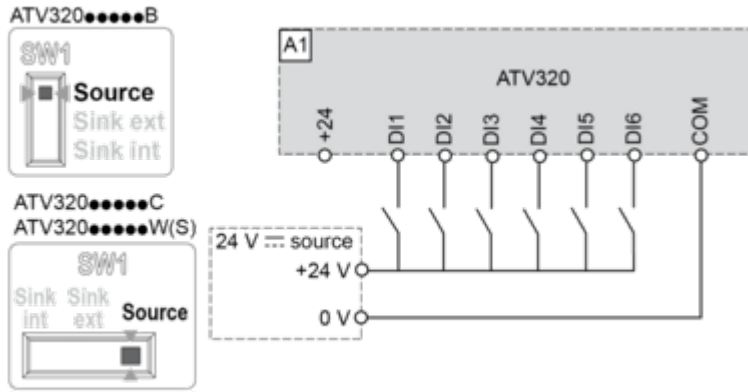 ATV320●●●●●B
SW1
Source
Sink ext
Sink int
ATV320●●●●●C
ATV320●●●●●W(S)
SW1
Sink int
Sink ext
Source
A1
ATV320
+24
DI1
DI2
DI3
DI4
DI5
DI6
COM
24 V ⎓ source
+24 V
0 V